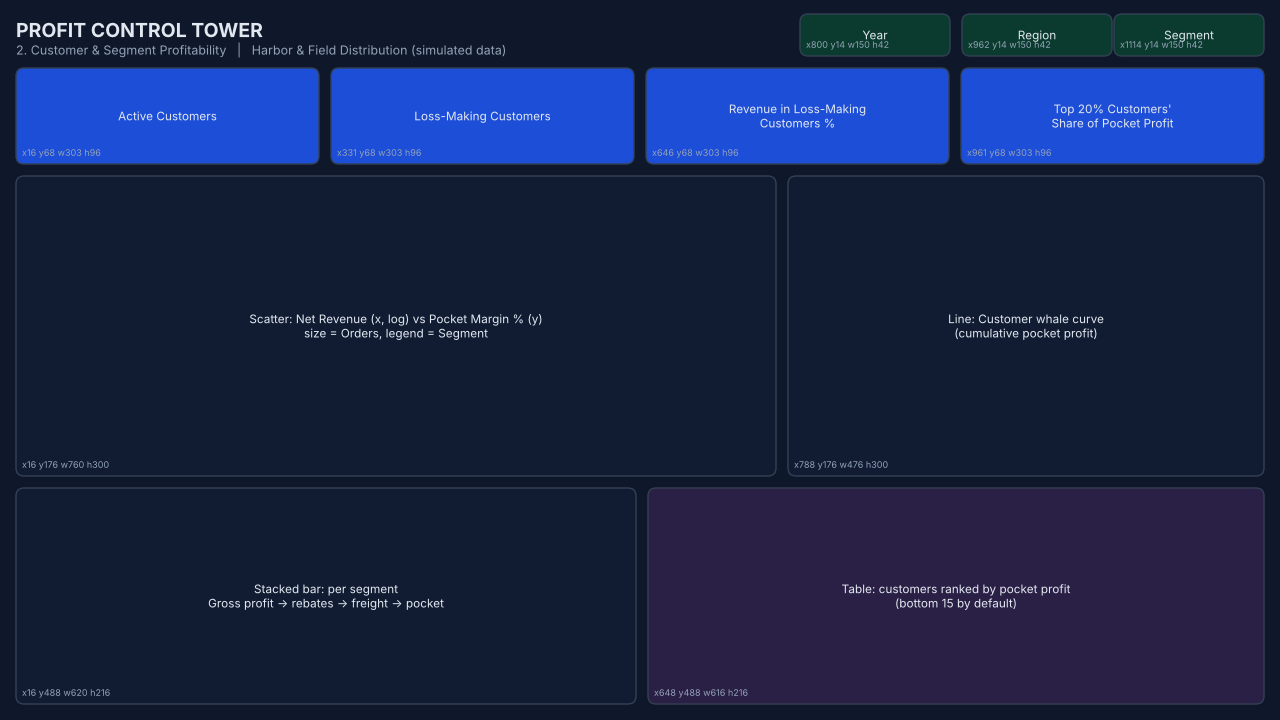 PROFIT CONTROL TOWER
2. Customer & Segment Profitability | Harbor & Field Distribution (simulated data)
Year
x800 y14 w150 h42
Region
x962 y14 w150 h42
Segment
x1114 y14 w150 h42
Active Customers
x16 y68 w303 h96
Loss-Making Customers
x331 y68 w303 h96
Revenue in Loss-Making
Customers %
x646 y68 w303 h96
Top 20% Customers'
Share of Pocket Profit
x961 y68 w303 h96
Scatter: Net Revenue (x, log) vs Pocket Margin % (y)
size = Orders, legend = Segment
x16 y176 w760 h300
Line: Customer whale curve
(cumulative pocket profit)
x788 y176 w476 h300
Stacked bar: per segment
Gross profit → rebates → freight → pocket
x16 y488 w620 h216
Table: customers ranked by pocket profit
(bottom 15 by default)
x648 y488 w616 h216